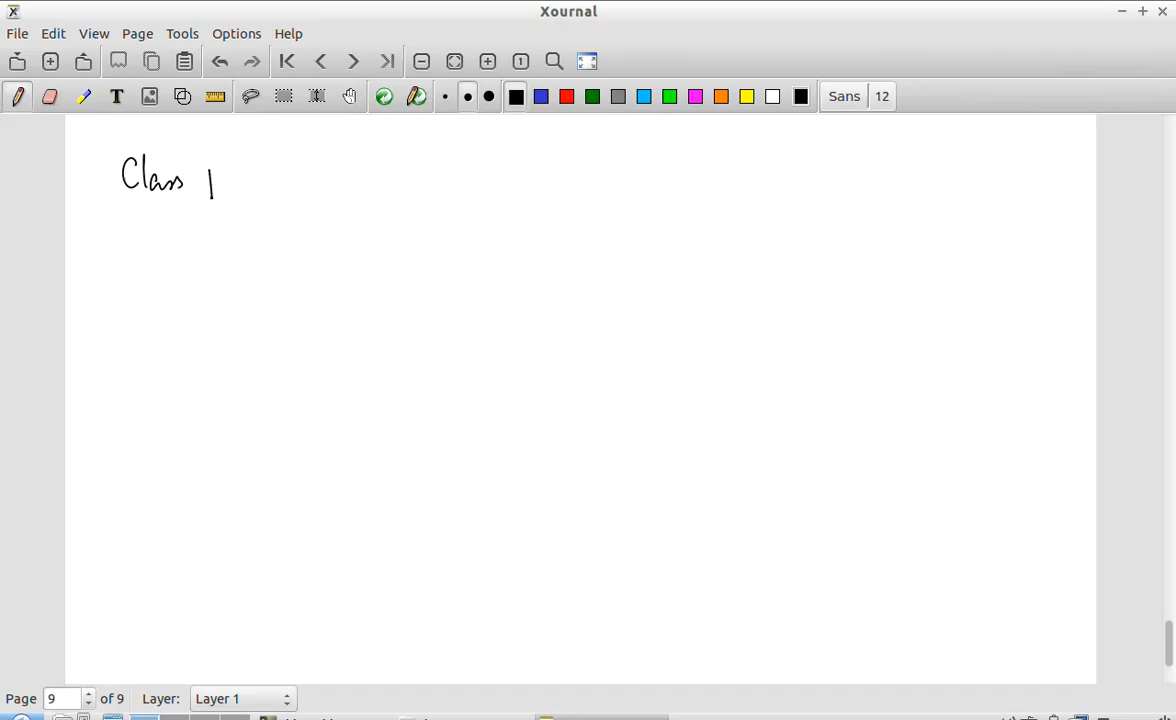 Xournal
File Edit View Page Tools Options Help
T 1 Sans 12
Class 1
Page 9 of 9 Layer: Layer 1